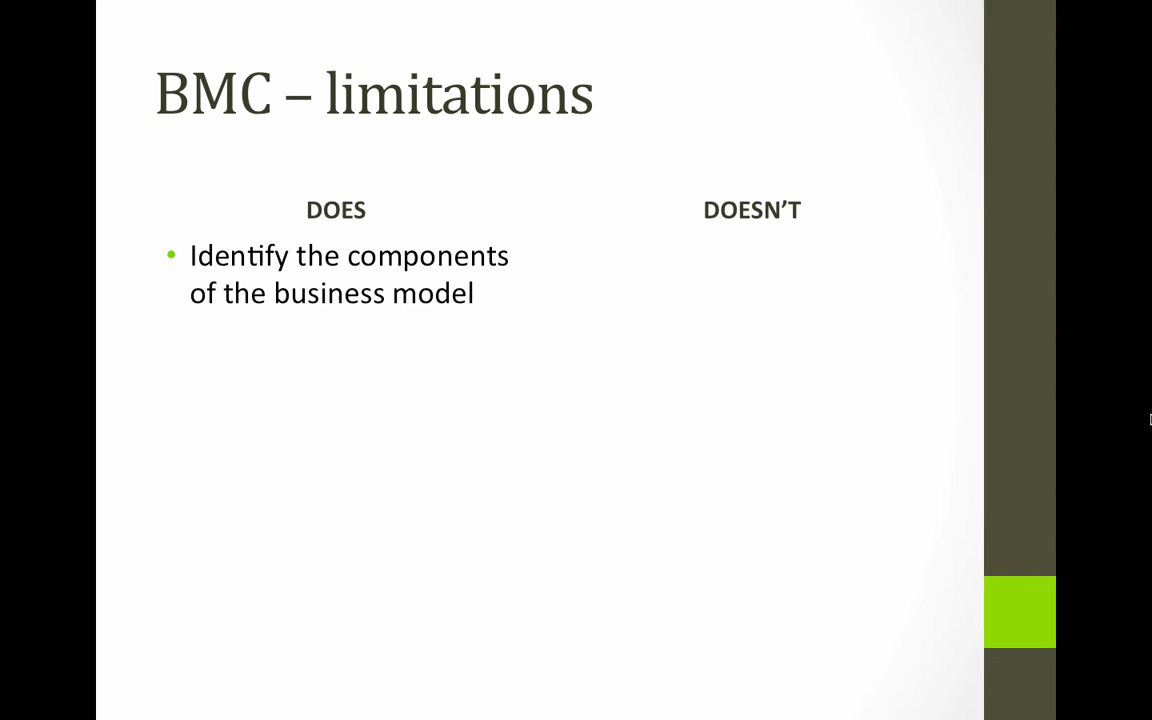 BMC – limitations
DOES
DOESN’T
• Identify the components
of the business model